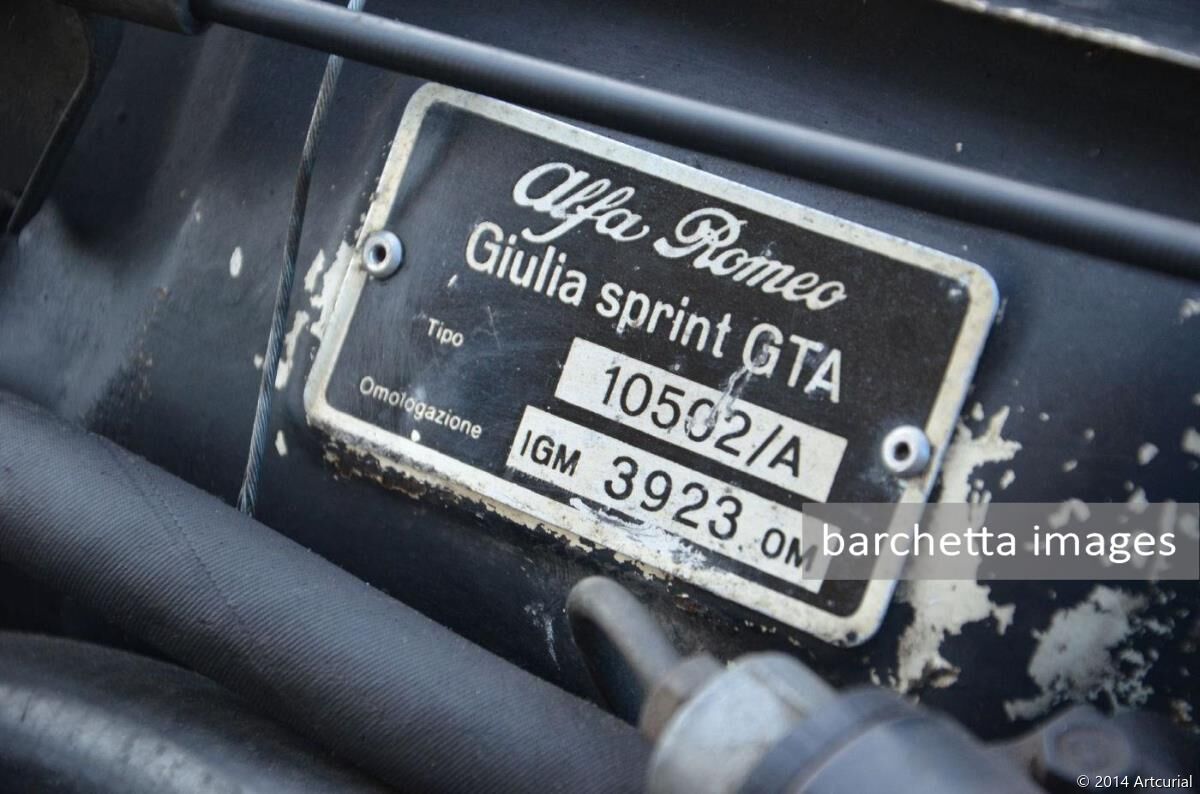 Alfa Romeo
Giulia sprint GTA
Tipo 10502/A
Omologazione IGM 3923 OM
barchetta images
© 2014 Artcurial